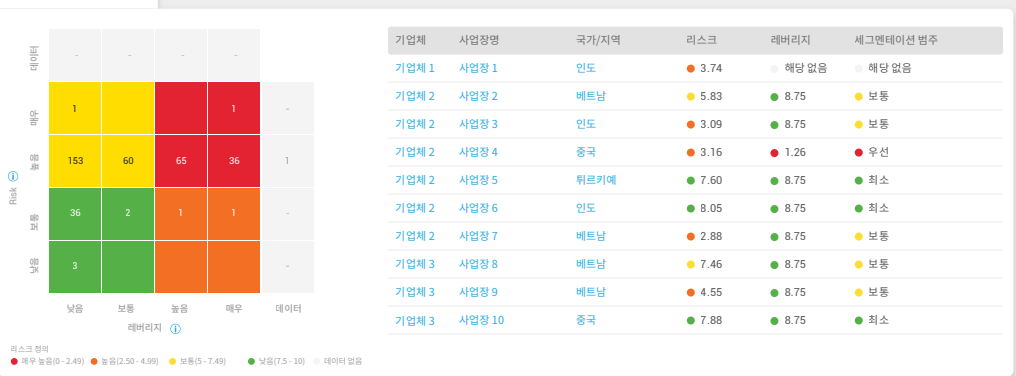 데이터
- - - -
매우
1 1 -
높음
153 60 65 36 1
Risk
보통
36 2 1 1 -
낮음
3 -
낮음 보통 높음 매우 데이터
레버리지
리스크 정의
매우 높음(0 - 2.49) 높음(2.50 - 4.99) 보통(5 - 7.49) 낮음(7.5 - 10) 데이터 없음
기업체 사업장명 국가/지역 리스크 레버리지 세그멘테이션 범주
기업체 1 사업장 1 인도 3.74 해당 없음 해당 없음
기업체 2 사업장 2 베트남 5.83 8.75 보통
기업체 2 사업장 3 인도 3.09 8.75 보통
기업체 2 사업장 4 중국 3.16 1.26 우선
기업체 2 사업장 5 튀르키예 7.60 8.75 최소
기업체 2 사업장 6 인도 8.05 8.75 최소
기업체 2 사업장 7 베트남 2.88 8.75 보통
기업체 3 사업장 8 베트남 7.46 8.75 보통
기업체 3 사업장 9 베트남 4.55 8.75 보통
기업체 3 사업장 10 중국 7.88 8.75 최소